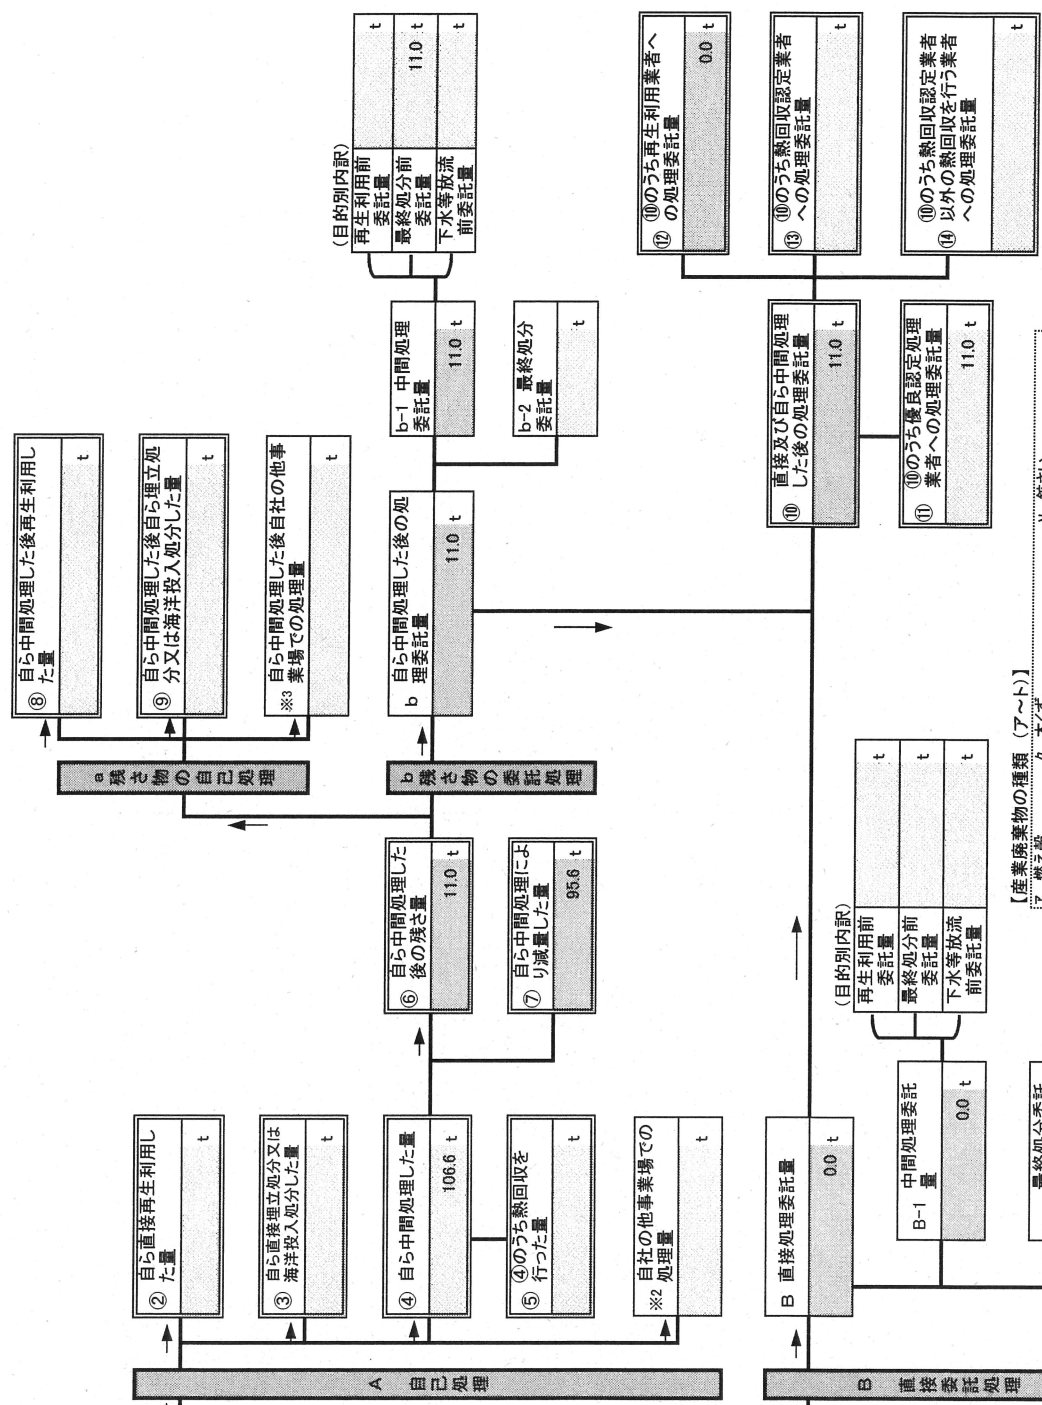 A 自己処理
② 自ら直接再生利用し
た量
t
③ 自ら直接埋立処分又は
海洋投入処分した量
t
④ 自ら中間処理した量
106.6 t
⑤ ④のうち熱回収を
行った量
t
※2 自社の他事業場での
処理量
t
⑥ 自ら中間処理した
後の残さ量
11.0 t
⑦ 自ら中間処理によ
り減量した量
95.6 t
a 残さ物の自己処理
⑧ 自ら中間処理した後再生利用し
た量
t
⑨ 自ら中間処理した後自ら埋立処
分又は海洋投入処分した量
t
※3 自ら中間処理した後自社の他事
業場での処理量
t
b 残さ物の委託処理
b 自ら中間処理した後の処
理委託量
11.0 t
b-1 中間処理
委託量
11.0 t
b-2 最終処分
委託量
t
(目的別内訳)
再生利用前
委託量
t
最終処分前
委託量
11.0 t
下水等放流
前委託量
t
B 直接委託処理
B 直接処理委託量
0.0 t
B-1 中間処理委託
量
0.0 t
最終処分委託
(目的別内訳)
再生利用前
委託量
t
最終処分前
委託量
t
下水等放流
前委託量
t
⑩ 直接及び自ら中間処理
した後の処理委託量
11.0 t
⑪ ⑩のうち優良認定処理
業者への処理委託量
11.0 t
⑫ ⑩のうち再生利用業者へ
の処理委託量
0.0 t
⑬ ⑩のうち熱回収認定業者
への処理委託量
t
⑭ ⑩のうち熱回収認定業者
以外の熱回収を行う業者
への処理委託量
t
【産業廃棄物の種類（ア～ト）】